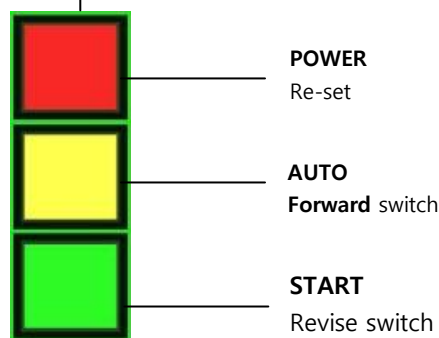 POWER
Re-set
AUTO
Forward switch
START
Revise switch